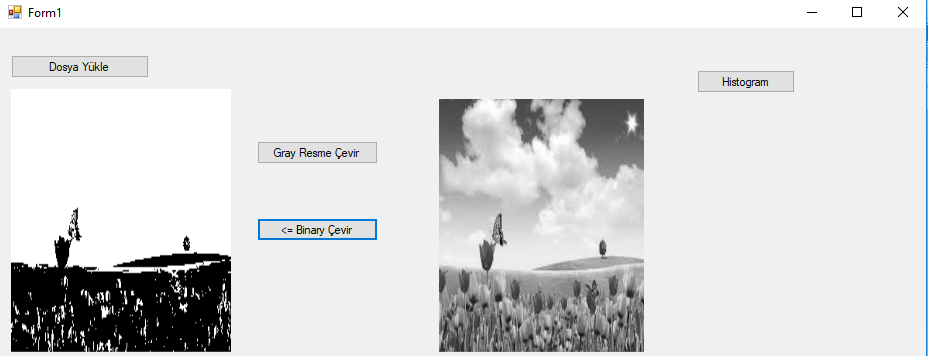 Form1
Dosya Yükle
Histogram
Gray Resme Çevir
<= Binary Çevir